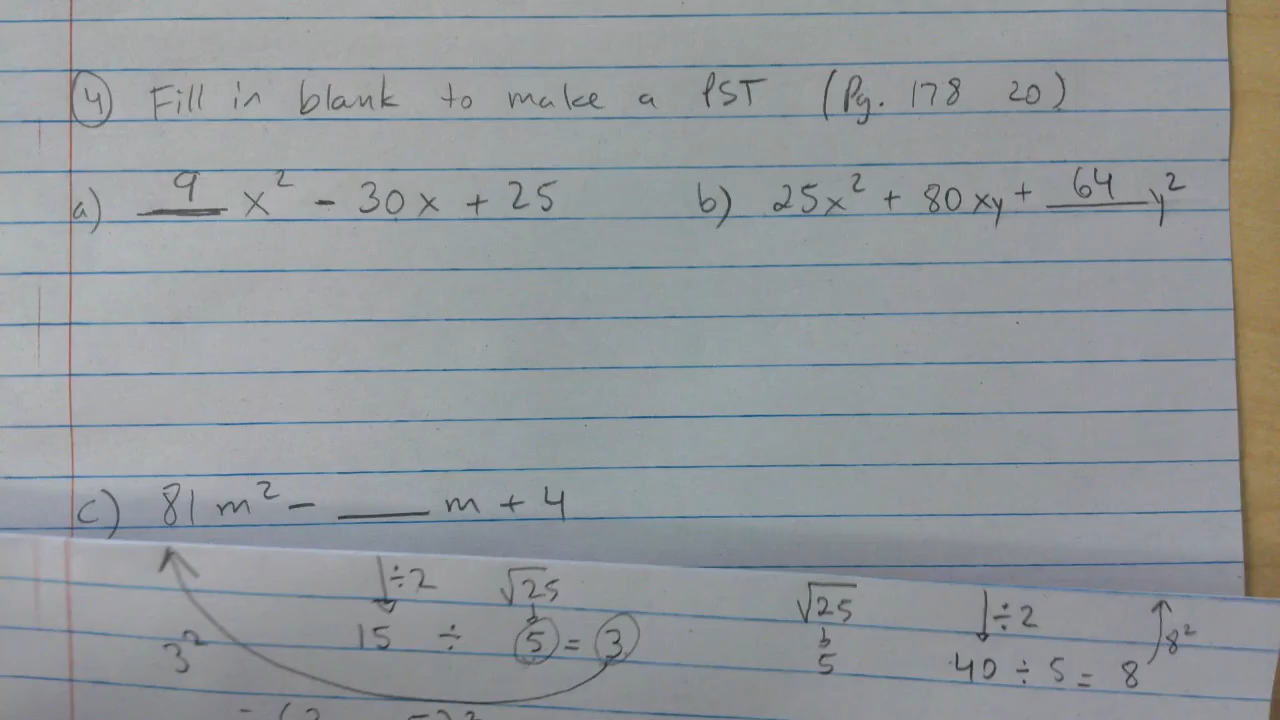 ④ Fill in blank to make a PST (Pg. 178 20)
a) 9 x² - 30x + 25 b) 25x² + 80xy + 64 y²
c) 81m² - ____ m + 4
↓÷2 √25 √25 ↓÷2 ↑8²
3² 15 ÷ 5 = 3 5 40 ÷ 5 = 8